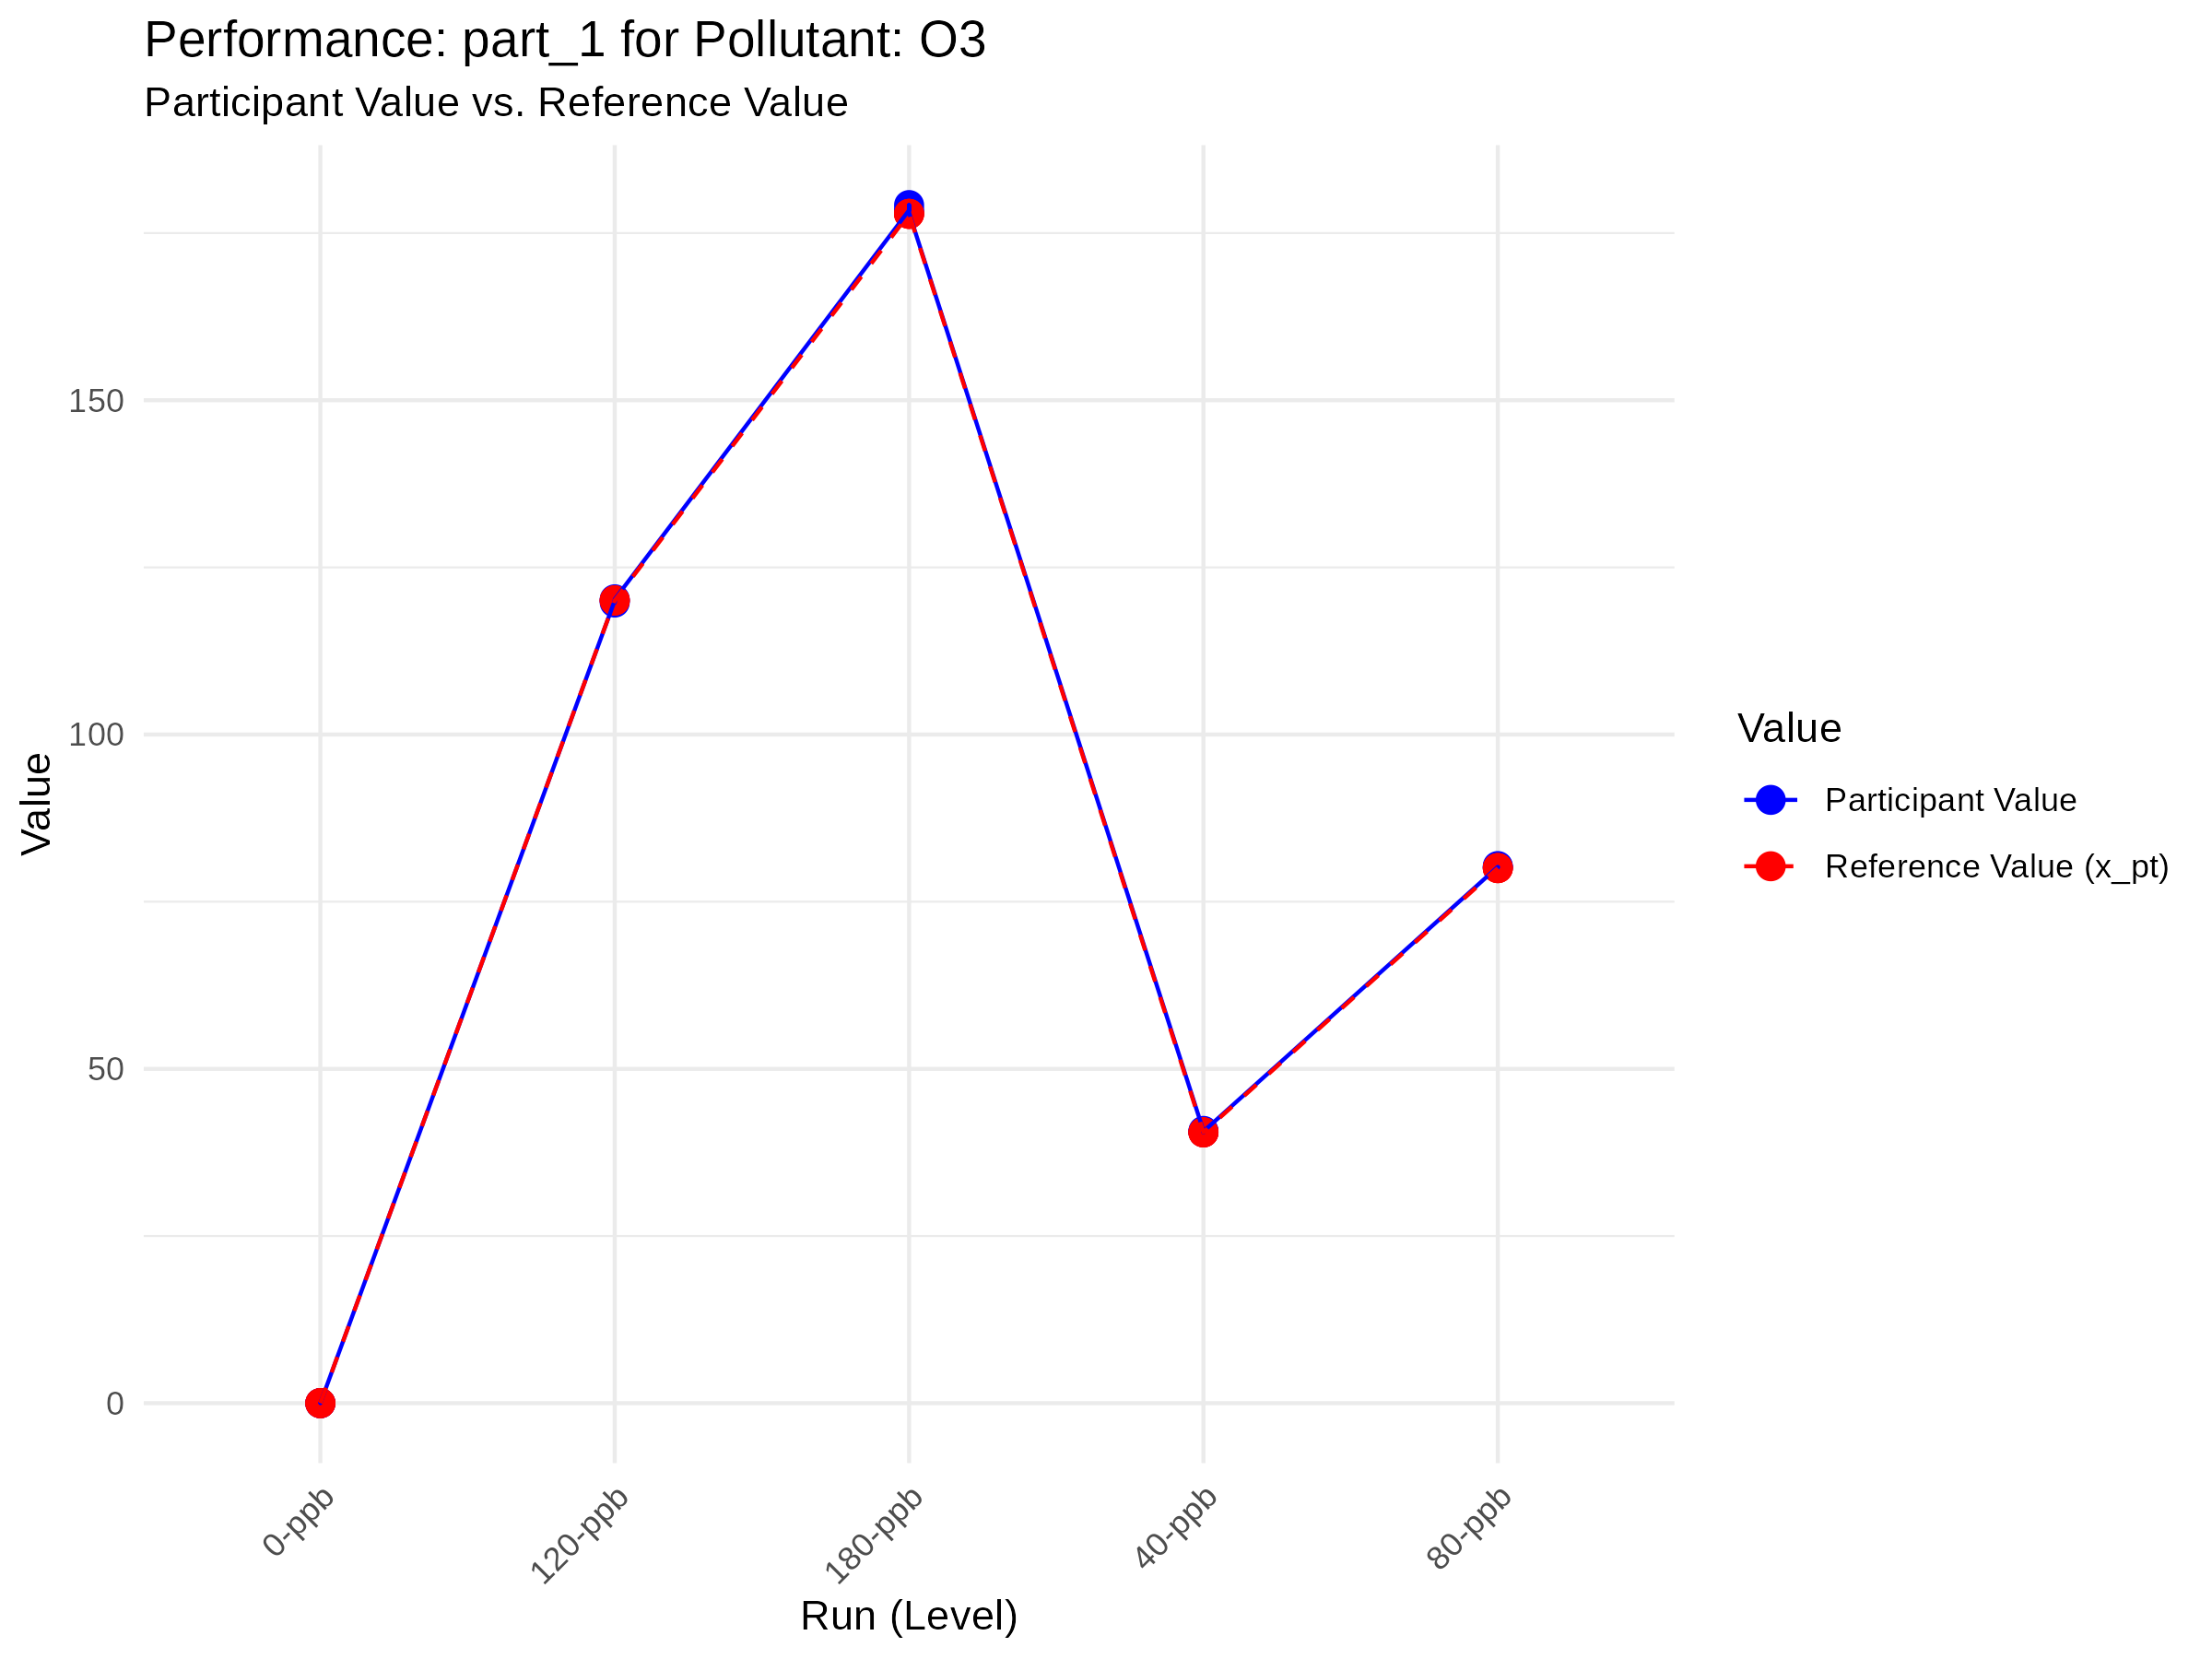 Performance: part_1 for Pollutant: O3
Participant Value vs. Reference Value
150
100
50
0
Value
0-ppb
120-ppb
180-ppb
40-ppb
80-ppb
Run (Level)
Value
Participant Value
Reference Value (x_pt)